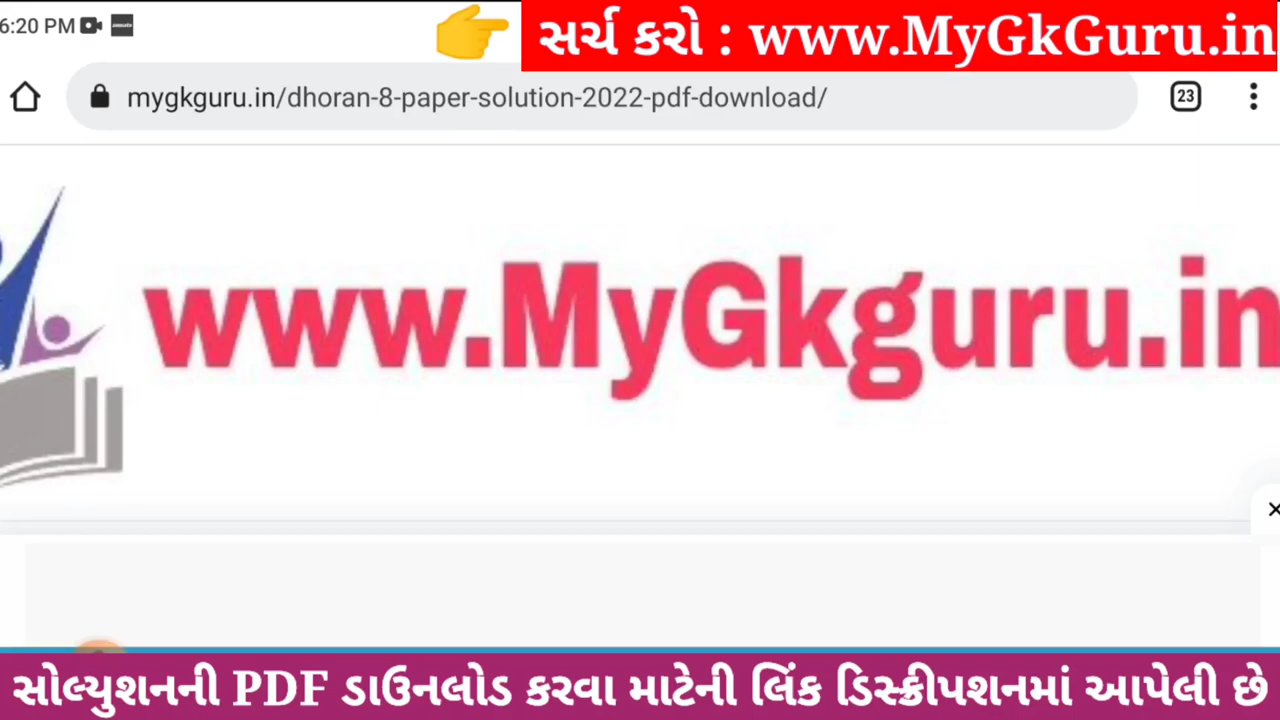 6:20 PM
👉 સર્ચ કરો : www.MyGkGuru.in
mygkguru.in/dhoran-8-paper-solution-2022-pdf-download/
23
www.MyGkguru.in
×
સોલ્યુશનની PDF ડાઉનલોડ કરવા માટેની લિંક ડિસ્ક્રીપશનમાં આપેલી છે